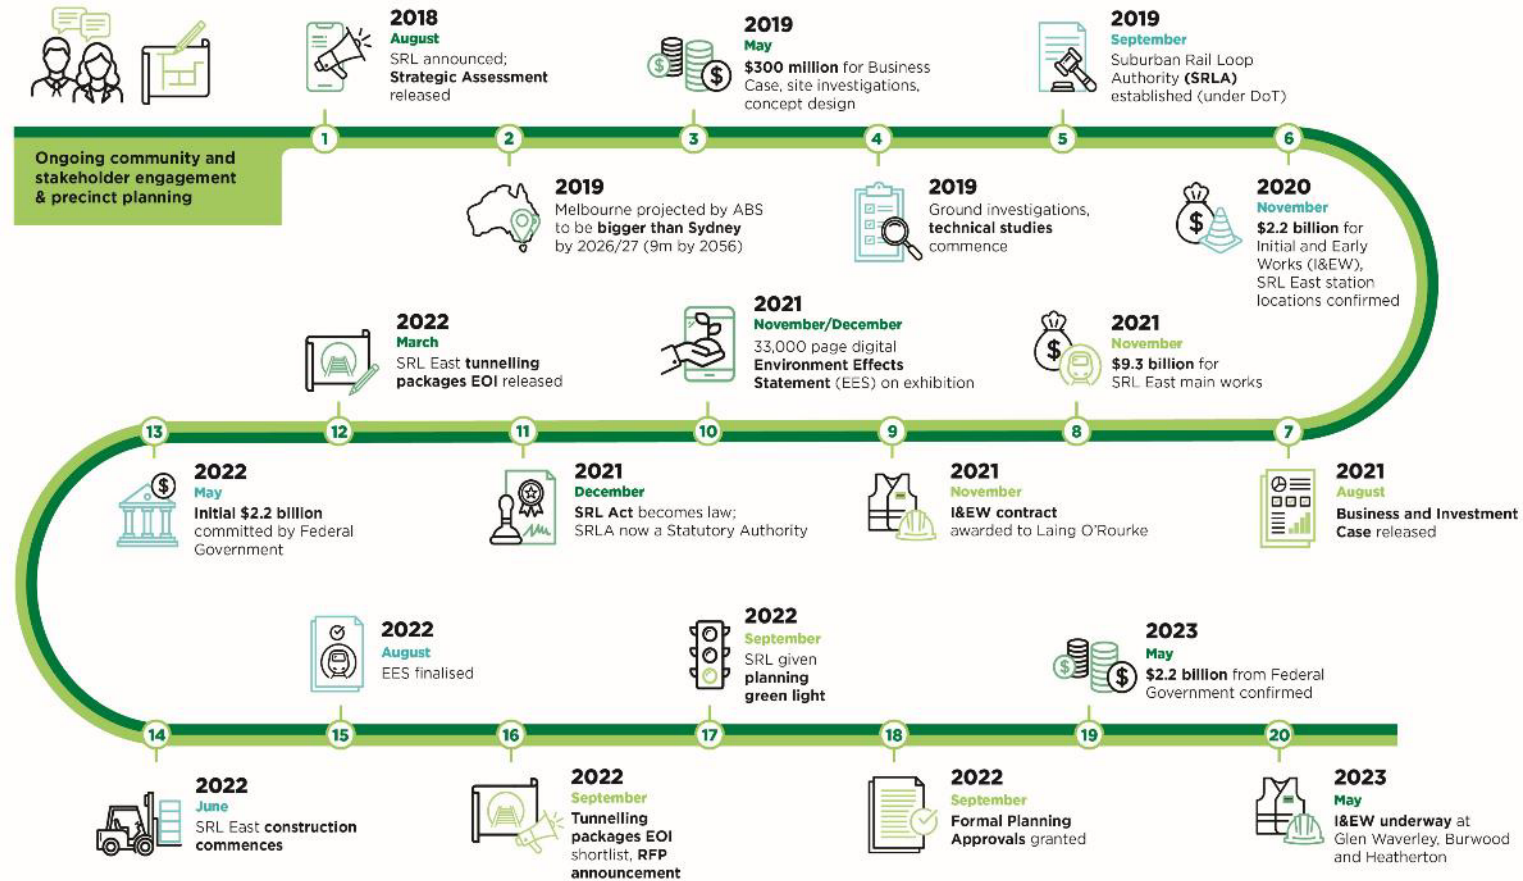 Ongoing community and
stakeholder engagement
& precinct planning
1
2018
August
SRL announced;
Strategic Assessment
released
2
2019
Melbourne projected by ABS
to be bigger than Sydney
by 2026/27 (9m by 2056)
3
2019
May
$300 million for Business
Case, site investigations,
concept design
4
2019
Ground investigations,
technical studies
commence
5
2019
September
Suburban Rail Loop
Authority (SRLA)
established (under DoT)
6
2020
November
$2.2 billion for
Initial and Early
Works (I&EW),
SRL East station
locations confirmed
7
2021
August
Business and Investment
Case released
8
2021
November
$9.3 billion for
SRL East main works
9
2021
November
I&EW contract
awarded to Laing O'Rourke
10
2021
November/December
33,000 page digital
Environment Effects
Statement (EES) on exhibition
11
2021
December
SRL Act becomes law;
SRLA now a Statutory Authority
12
2022
March
SRL East tunnelling
packages EOI released
13
2022
May
Initial $2.2 billion
committed by Federal
Government
14
2022
June
SRL East construction
commences
15
2022
August
EES finalised
16
2022
September
Tunnelling
packages EOI
shortlist, RFP
announcement
17
2022
September
SRL given
planning
green light
18
2022
September
Formal Planning
Approvals granted
19
2023
May
$2.2 billion from Federal
Government confirmed
20
2023
May
I&EW underway at
Glen Waverley, Burwood
and Heatherton
$
$
$
$
$
$
$